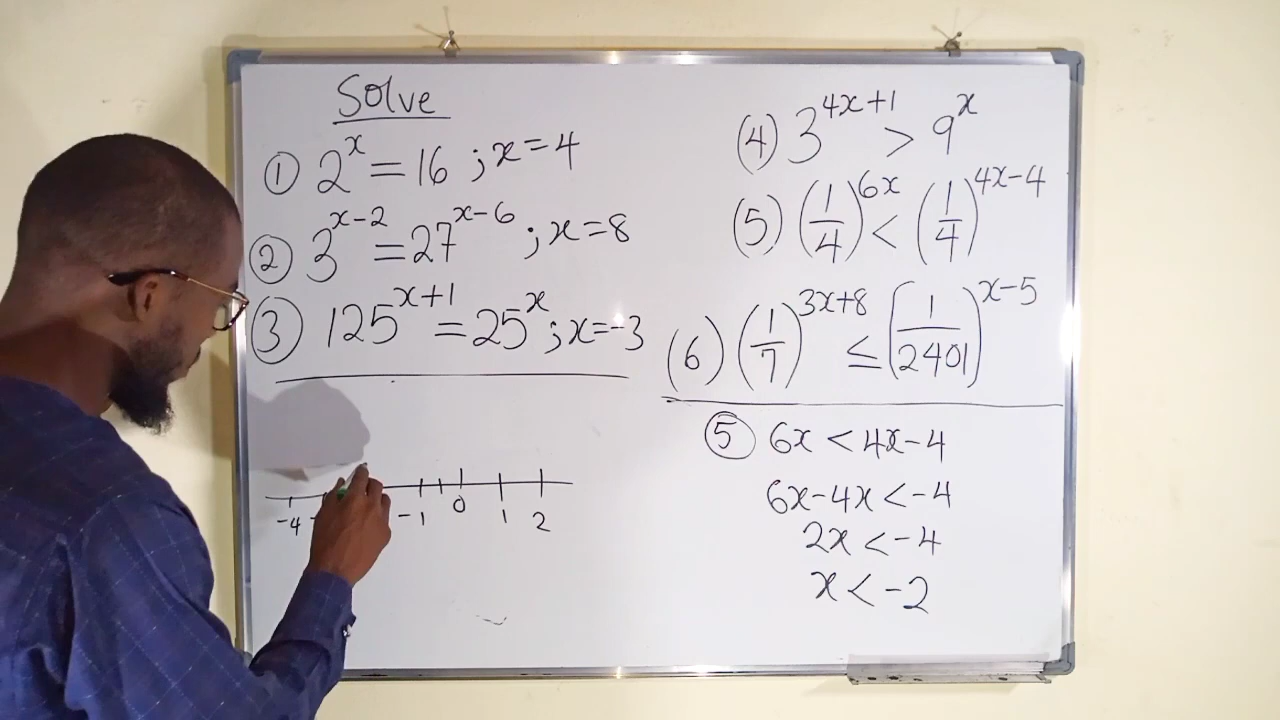 Solve
① 2^x = 16 ; x = 4
② 3^(x-2) = 27^(x-6) ; x = 8
③ 125^(x+1) = 25^x ; x = -3
-4 -1 0 1 2
(4) 3^(4x+1) > 9^x
(5) (1/4)^(6x) < (1/4)^(4x-4)
(6) (1/7)^(3x+8) ≤ (1/2401)^(x-5)
⑤ 6x < 4x-4
6x-4x < -4
2x < -4
x < -2